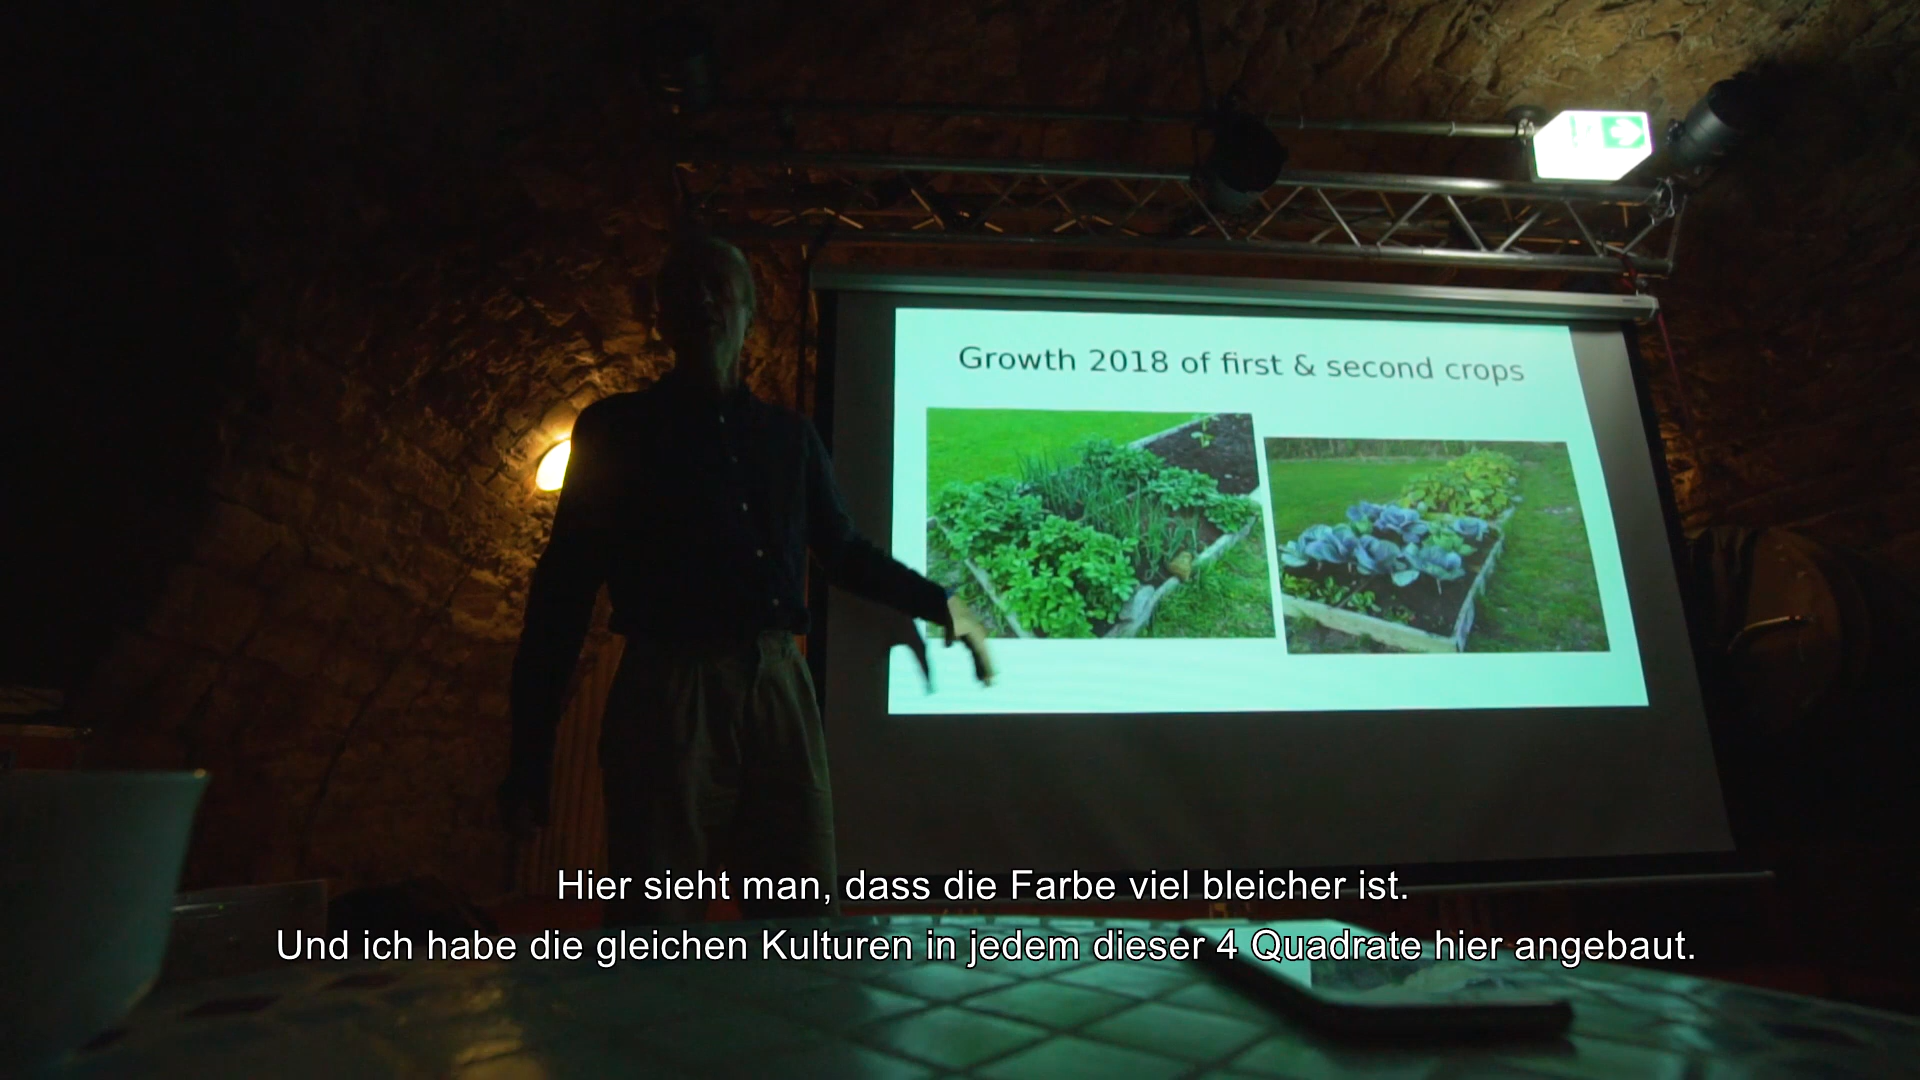 Growth 2018 of first & second crops
Hier sieht man, dass die Farbe viel bleicher ist.
Und ich habe die gleichen Kulturen in jedem dieser 4 Quadrate hier angebaut.